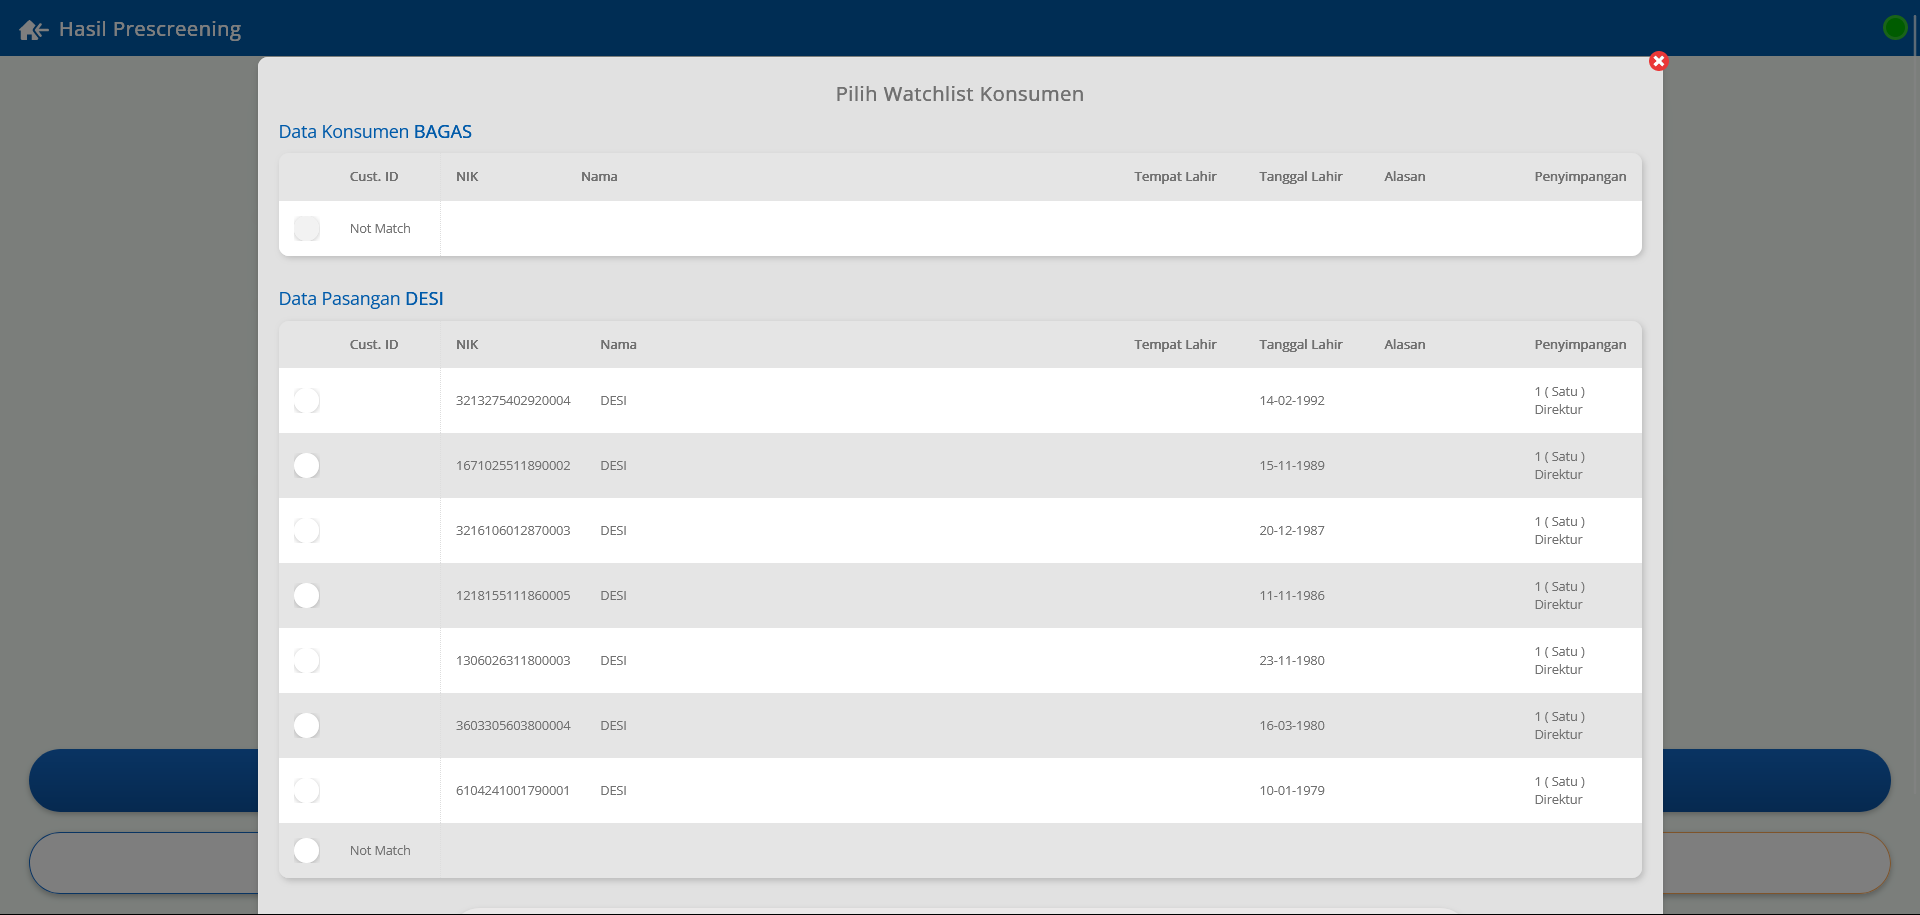 Hasil Prescreening
Pilih Watchlist Konsumen
Data Konsumen BAGAS
Cust. ID NIK Nama Tempat Lahir Tanggal Lahir Alasan Penyimpangan
Not Match
Data Pasangan DESI
Cust. ID NIK Nama Tempat Lahir Tanggal Lahir Alasan Penyimpangan
3213275402920004 DESI 14-02-1992 1 ( Satu )
Direktur
1671025511890002 DESI 15-11-1989 1 ( Satu )
Direktur
3216106012870003 DESI 20-12-1987 1 ( Satu )
Direktur
1218155111860005 DESI 11-11-1986 1 ( Satu )
Direktur
1306026311800003 DESI 23-11-1980 1 ( Satu )
Direktur
3603305603800004 DESI 16-03-1980 1 ( Satu )
Direktur
6104241001790001 DESI 10-01-1979 1 ( Satu )
Direktur
Not Match